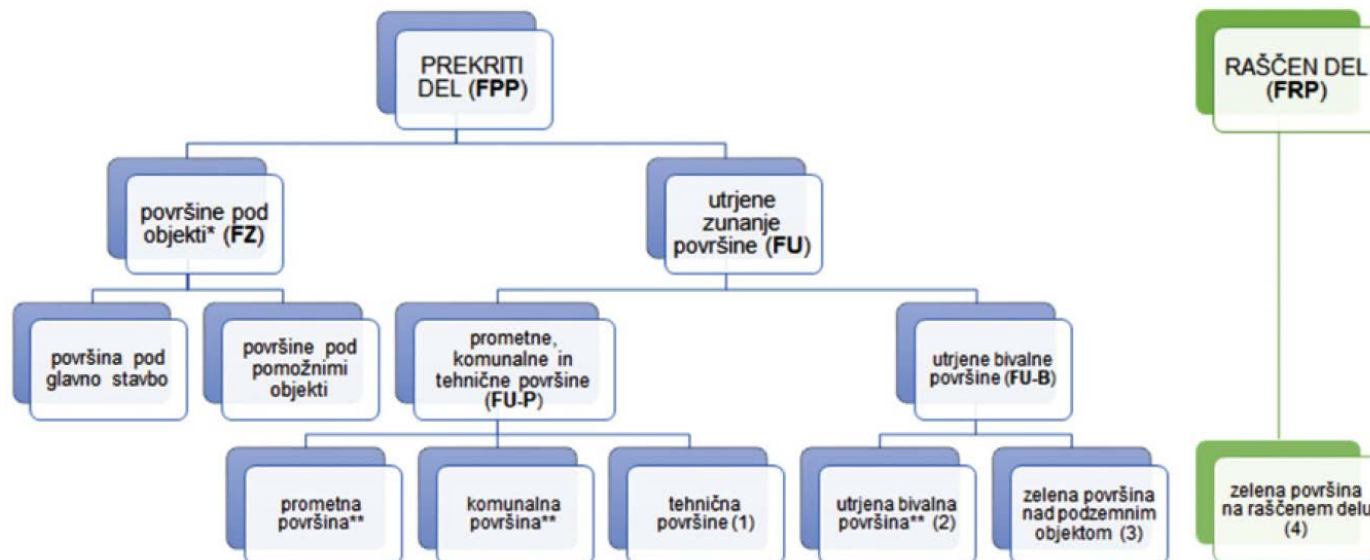 PREKRITI
DEL (FPP)
RAŠČEN DEL
(FRP)
površine pod
objekti* (FZ)
utrjene
zunanje
površine (FU)
površina pod
glavno stavbo
površine pod
pomožnimi
objekti
prometne,
komunalne in
tehnične površine
(FU-P)
utrjene bivalne
površine (FU-B)
prometna
površina**
komunalna
površina**
tehnična
površine (1)
utrjena bivalna
površina** (2)
zelena površina
nad podzemnim
objektom (3)
zelena površina
na raščenem delu
(4)